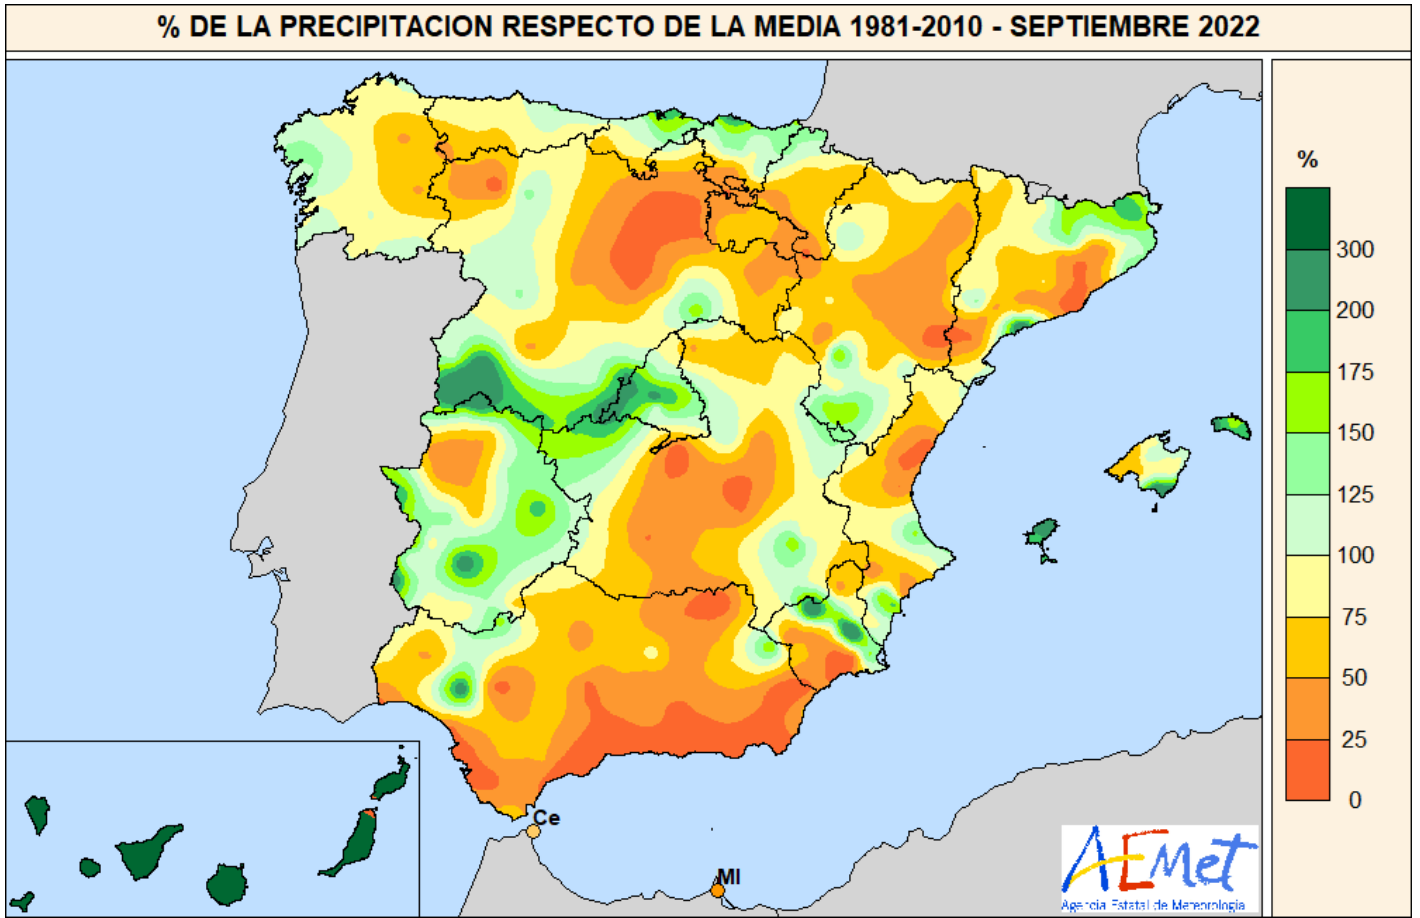 % DE LA PRECIPITACION RESPECTO DE LA MEDIA 1981-2010 - SEPTIEMBRE 2022
%
300
200
175
150
125
100
75
50
25
0
Ce
Ml
AEMet
Agencia Estatal de Meteorología